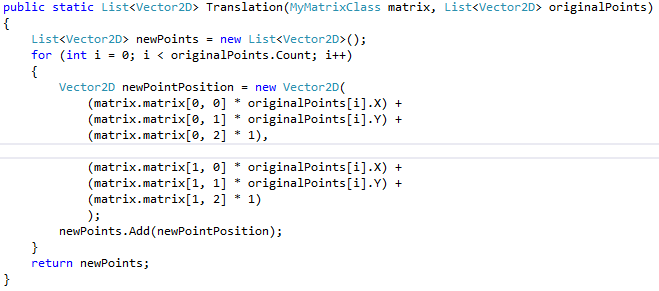 public static List<Vector2D> Translation(MyMatrixClass matrix, List<Vector2D> originalPoints)
{
    List<Vector2D> newPoints = new List<Vector2D>();
    for (int i = 0; i < originalPoints.Count; i++)
    {
        Vector2D newPointPosition = new Vector2D(
            (matrix.matrix[0, 0] * originalPoints[i].X) +
            (matrix.matrix[0, 1] * originalPoints[i].Y) +
            (matrix.matrix[0, 2] * 1),

            (matrix.matrix[1, 0] * originalPoints[i].X) +
            (matrix.matrix[1, 1] * originalPoints[i].Y) +
            (matrix.matrix[1, 2] * 1)
            );
        newPoints.Add(newPointPosition);
    }
    return newPoints;
}